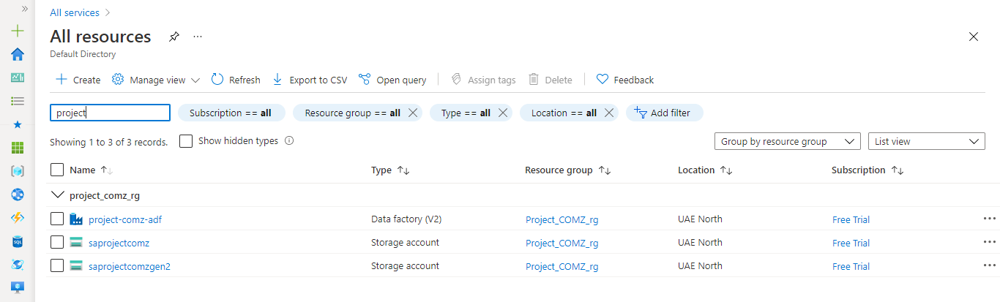 »
All services >
All resources ...
Default Directory
Create Manage view Refresh Export to CSV Open query Assign tags Delete Feedback
project Subscription == all Resource group == all Type == all Location == all Add filter
Showing 1 to 3 of 3 records. Show hidden types Group by resource group List view
Name Type Resource group Location Subscription
project_comz_rg
project-comz-adf Data factory (V2) Project_COMZ_rg UAE North Free Trial ...
saprojectcomz Storage account Project_COMZ_rg UAE North Free Trial ...
saprojectcomzgen2 Storage account Project_COMZ_rg UAE North Free Trial ...
SQL